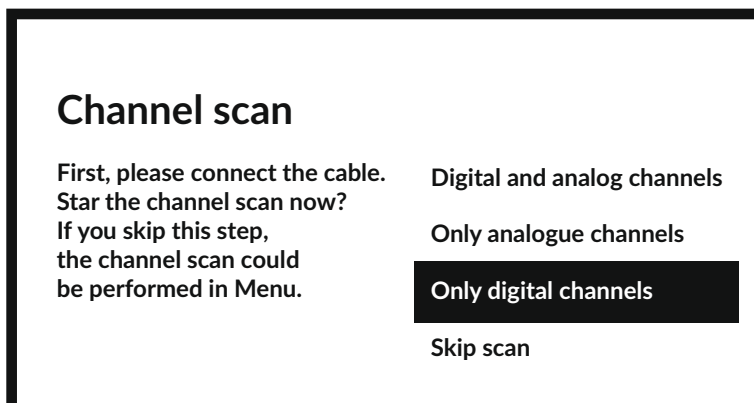 Channel scan
First, please connect the cable.
Star the channel scan now?
If you skip this step,
the channel scan could
be performed in Menu.
Digital and analog channels
Only analogue channels
Only digital channels
Skip scan